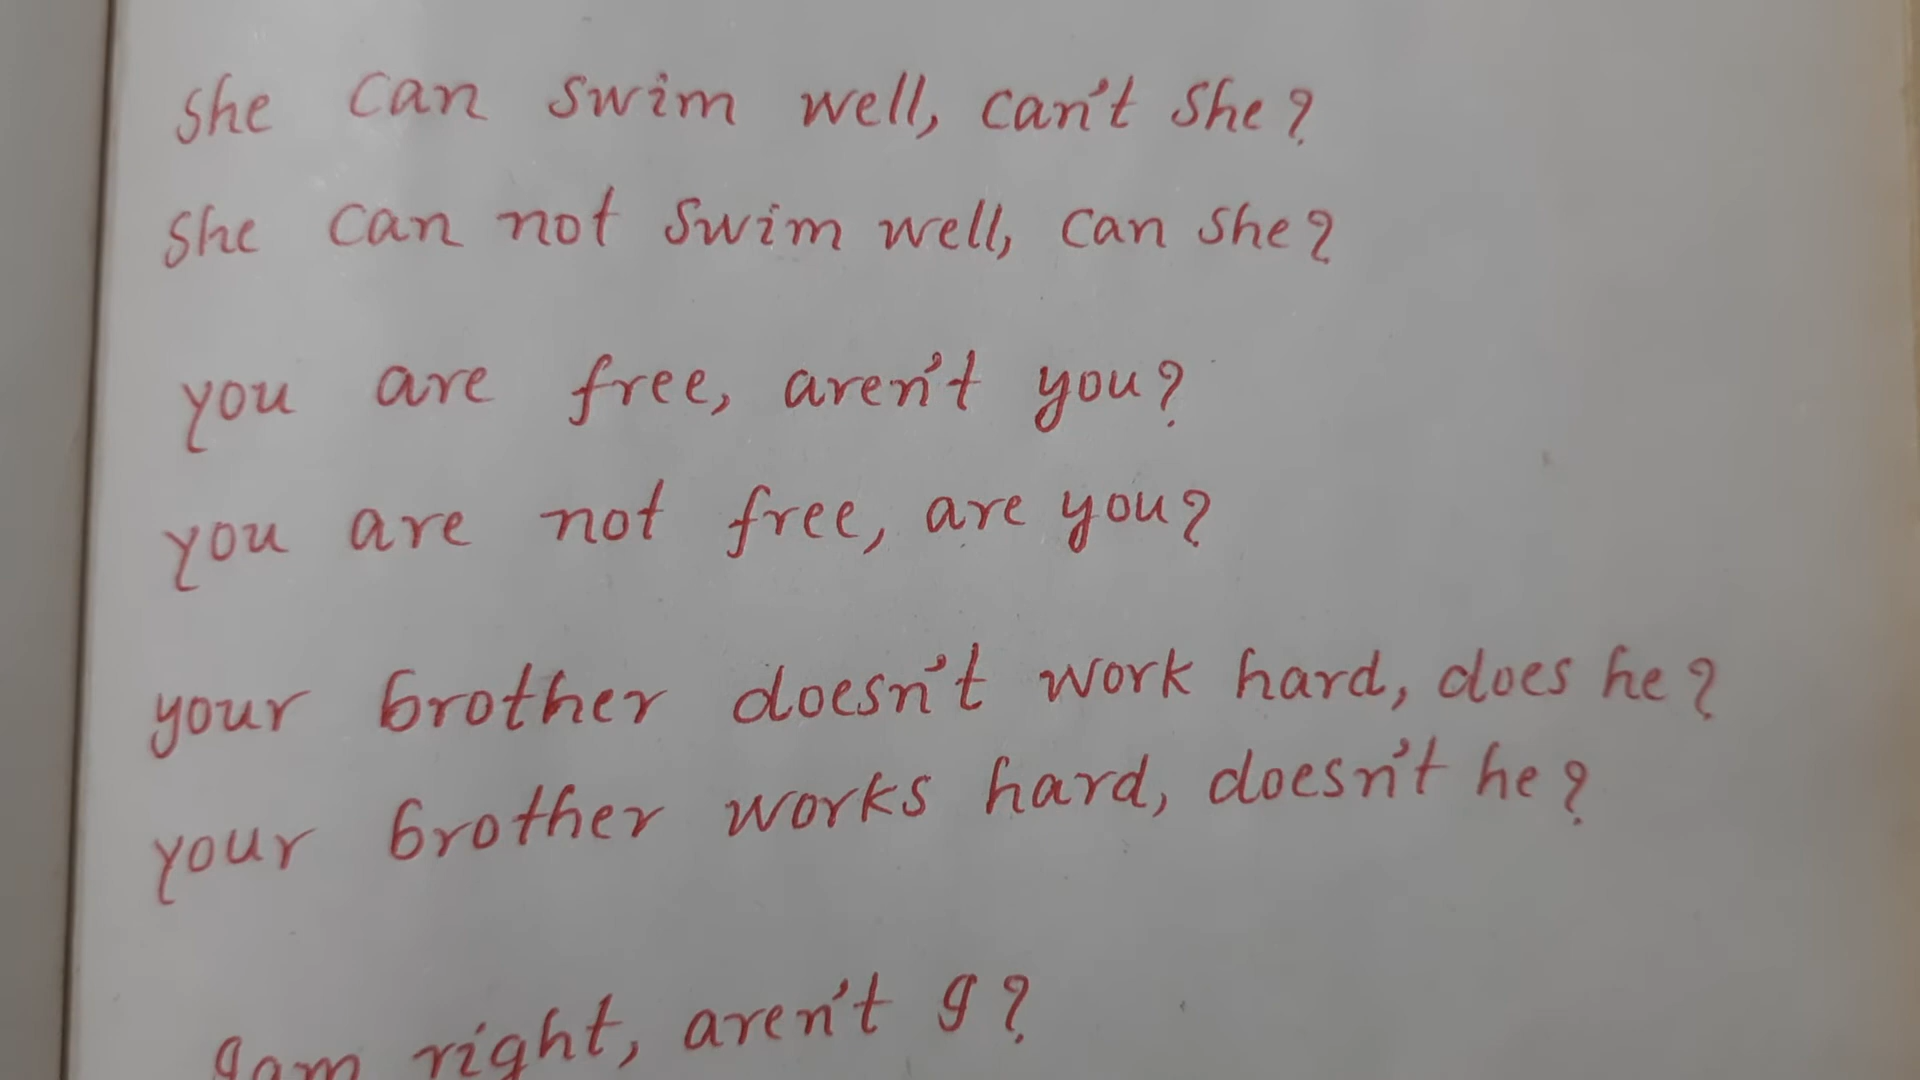 She can swim well, can't she?
She can not swim well, can she?
you are free, aren't you?
you are not free, are you?
your brother doesn't work hard, does he?
your brother works hard, doesn't he?
I am right, aren't I?